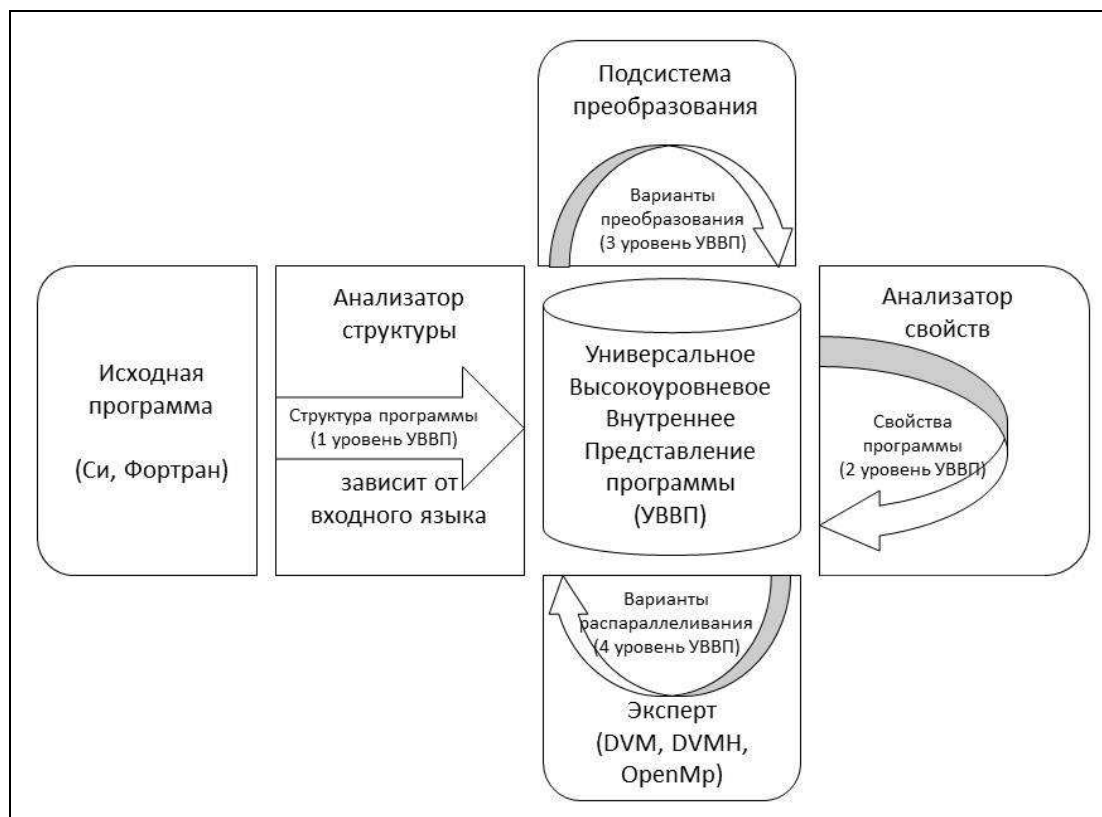 Подсистема
преобразования
Варианты
преобразования
(3 уровень УВВП)
Исходная
программа
(Си, Фортран)
Анализатор
структуры
Структура программы
(1 уровень УВВП)
зависит от
входного языка
Универсальное
Высокоуровневое
Внутреннее
Представление
программы
(УВВП)
Анализатор
свойств
Свойства
программы
(2 уровень УВВП)
Варианты
распараллеливания
(4 уровень УВВП)
Эксперт
(DVM, DVMH,
OpenMp)